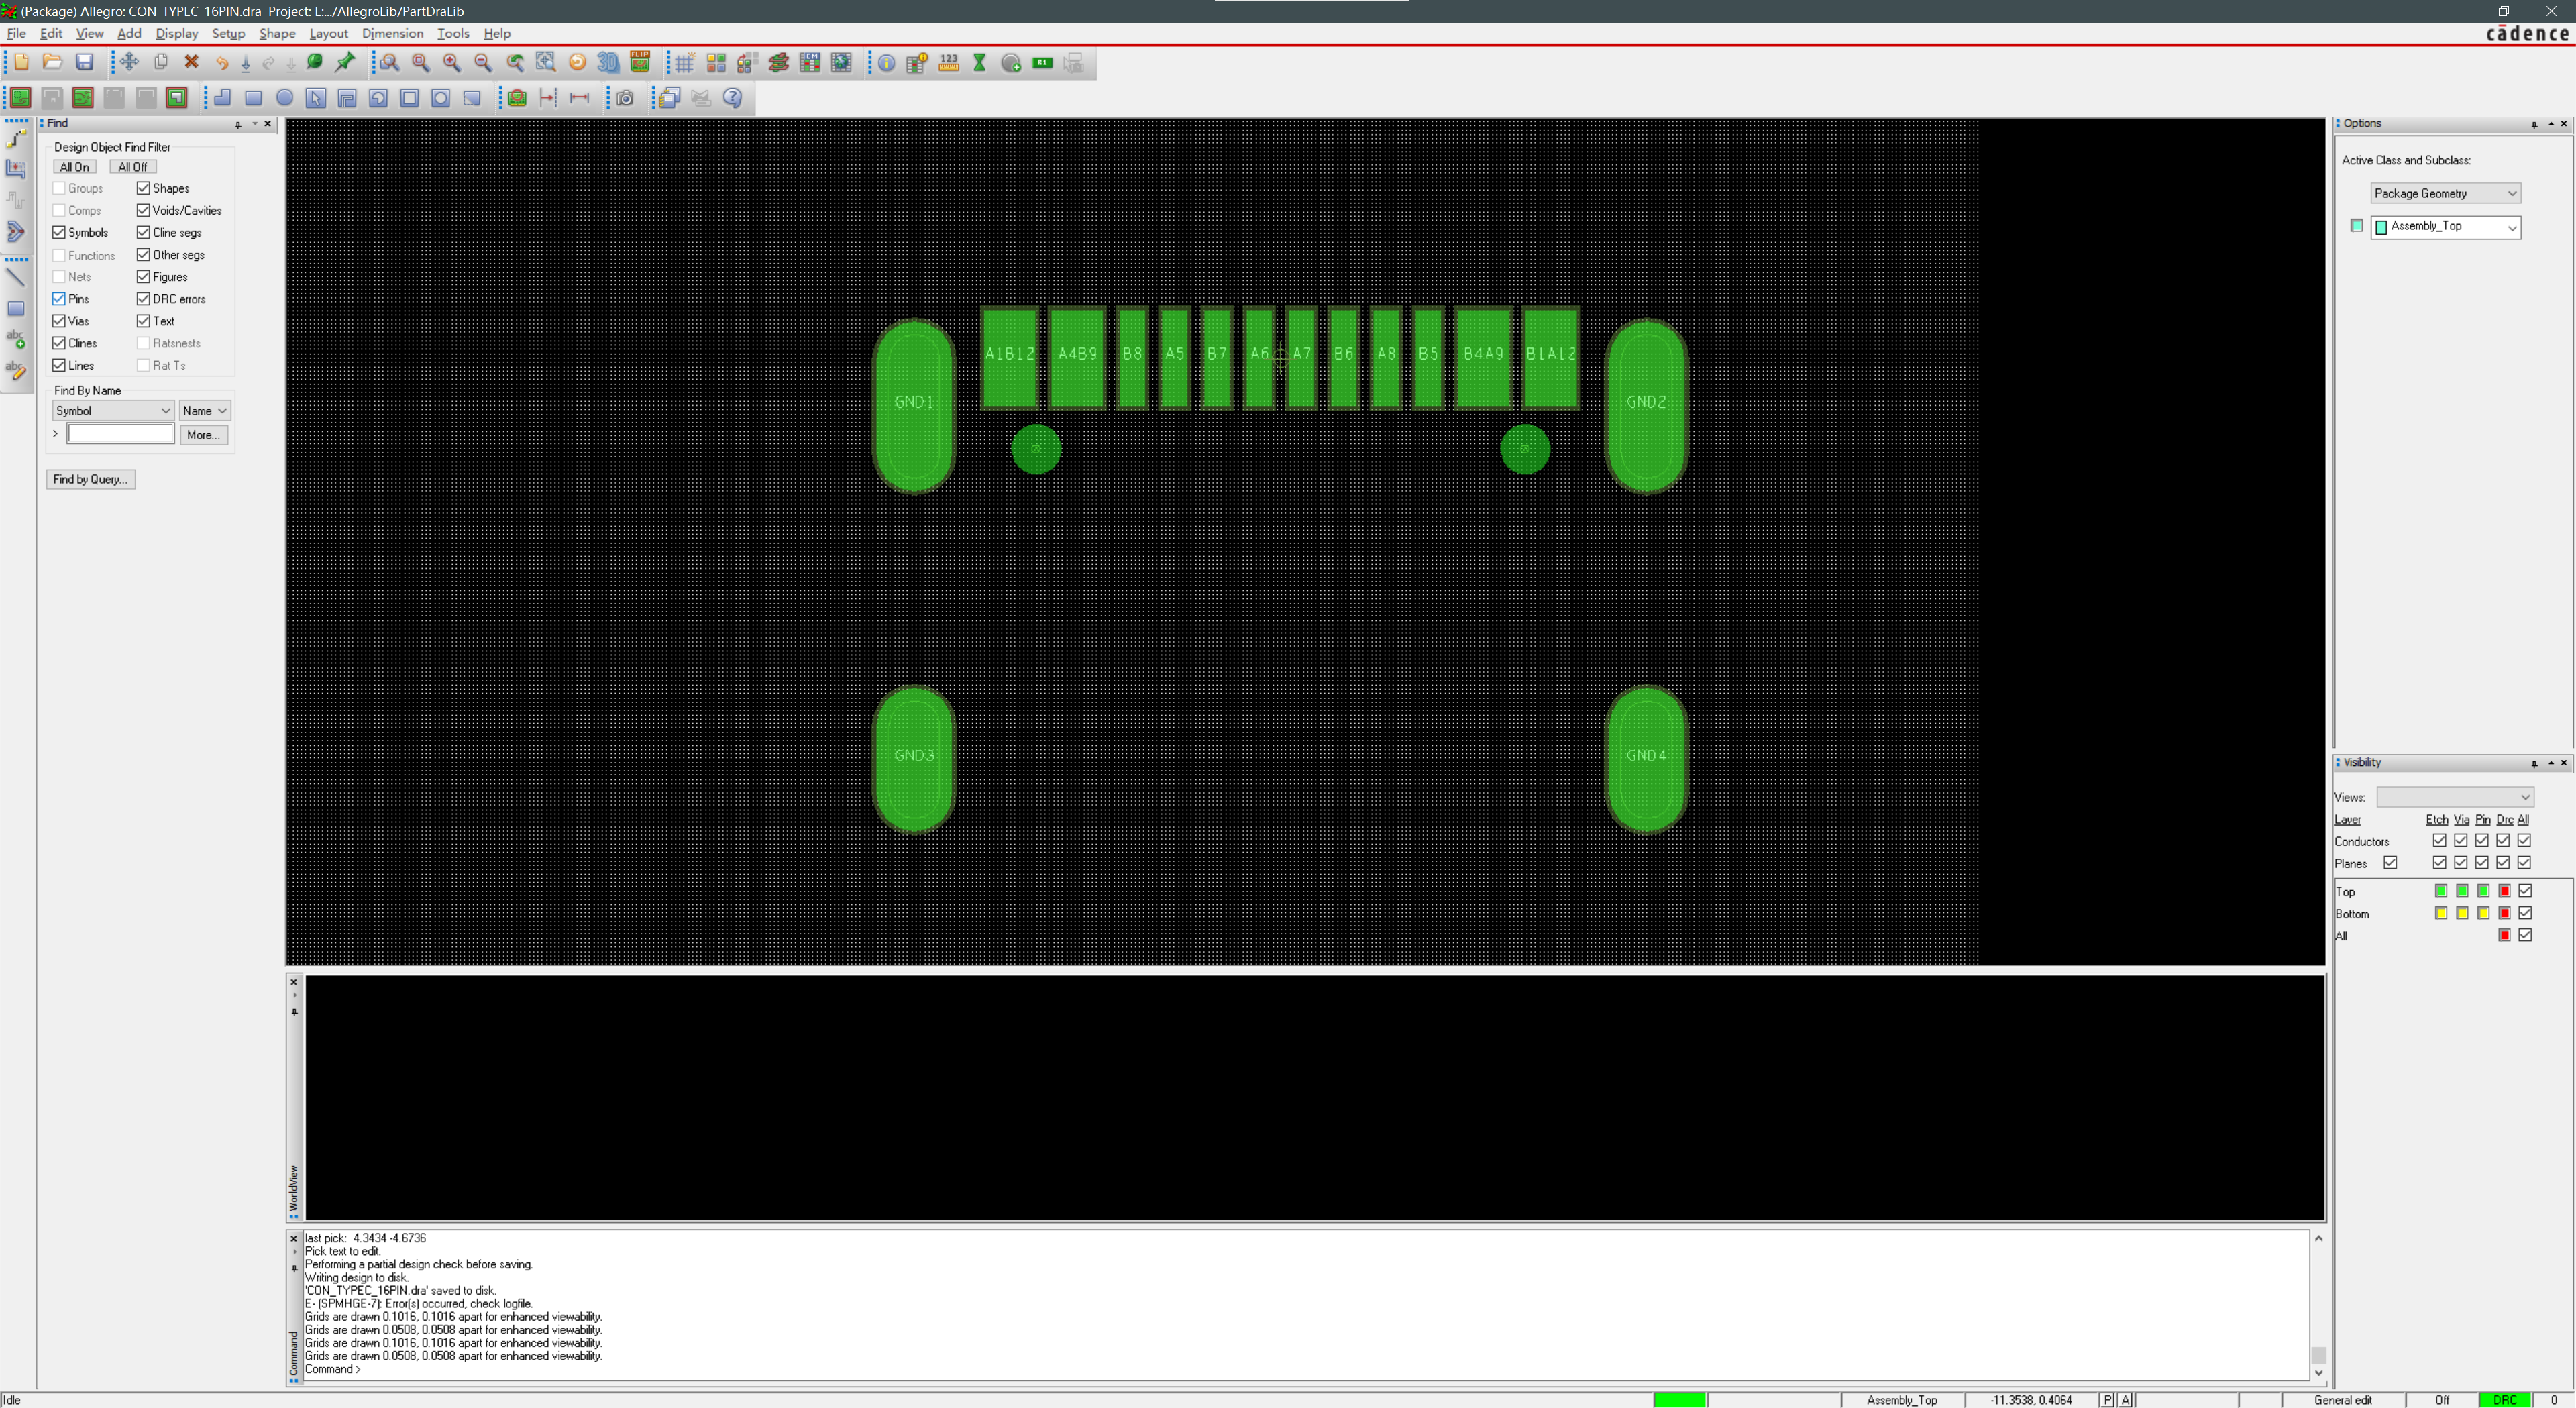 (Package) Allegro: CON_TYPEC_16PIN.dra  Project: E:.../AllegroLib/PartDraLib
File Edit View Add Display Setup Shape Layout Dimension Tools Help
cādence
Find
Design Object Find Filter
All On All Off
Groups Shapes
Comps Voids/Cavities
Symbols Cline segs
Functions Other segs
Nets Figures
Pins DRC errors
Vias Text
Clines Ratsnests
Lines Rat Ts
Find By Name
Symbol Name
> More...
Find by Query...
A1B12 A4B9 B8 A5 B7 A6 A7 B6 A8 B5 B4A9 B1A12
GND1 GND2
GND3 GND4
Options
Active Class and Subclass:
Package Geometry
Assembly_Top
Visibility
Views:
Layer Etch Via Pin Drc All
Conductors
Planes
Top
Bottom
All
WorldView
Command
last pick:  4.3434 -4.6736
Pick text to edit.
Performing a partial design check before saving.
Writing design to disk.
'CON_TYPEC_16PIN.dra' saved to disk.
E- (SPMHGE-7): Error(s) occurred, check logfile.
Grids are drawn 0.1016, 0.1016 apart for enhanced viewability.
Grids are drawn 0.0508, 0.0508 apart for enhanced viewability.
Grids are drawn 0.1016, 0.1016 apart for enhanced viewability.
Grids are drawn 0.0508, 0.0508 apart for enhanced viewability.
Command >
Idle Assembly_Top -11.3538, 0.4064 P A General edit Off DRC 0